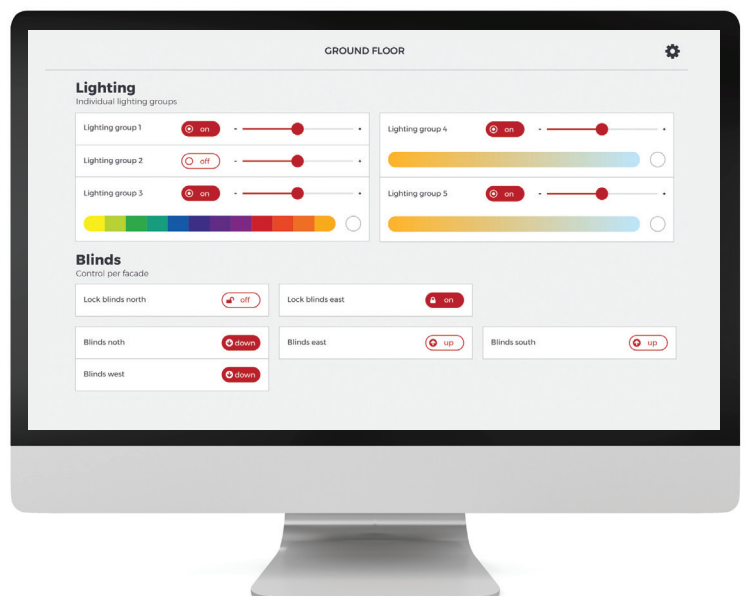 GROUND FLOOR
Lighting
Individual lighting groups
Lighting group 1 on - +
Lighting group 2 off - +
Lighting group 3 on - +
Lighting group 4 on - +
Lighting group 5 on - +
Blinds
Control per facade
Lock blinds north off
Lock blinds east on
Blinds noth down
Blinds east up
Blinds south up
Blinds west down